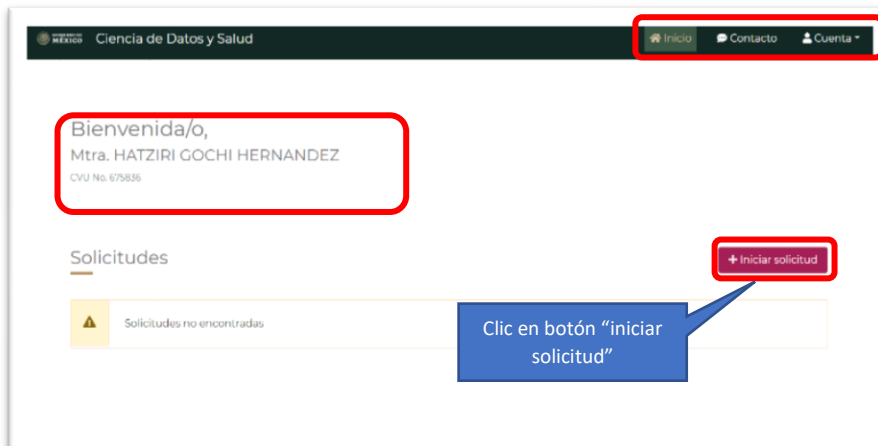 MÉXICO Ciencia de Datos y Salud Inicio Contacto Cuenta
Bienvenida/o,
Mtra. HATZIRI GOCHI HERNANDEZ
CVU No. 675836
Solicitudes
+ Iniciar solicitud
Solicitudes no encontradas
Clic en botón “iniciar
solicitud”